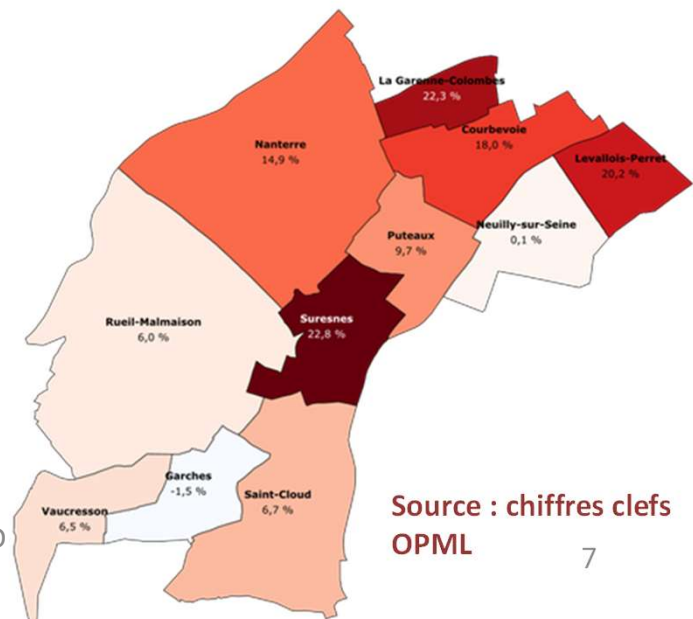 La Garenne-Colombes
22,3 %
Courbevoie
18,0 %
Nanterre
14,9 %
Levallois-Perret
20,2 %
Neuilly-sur-Seine
0,1 %
Puteaux
9,7 %
Suresnes
22,8 %
Rueil-Malmaison
6,0 %
Garches
-1,5 %
Saint-Cloud
6,7 %
Vaucresson
6,5 %
Source : chiffres clefs
OPML
7